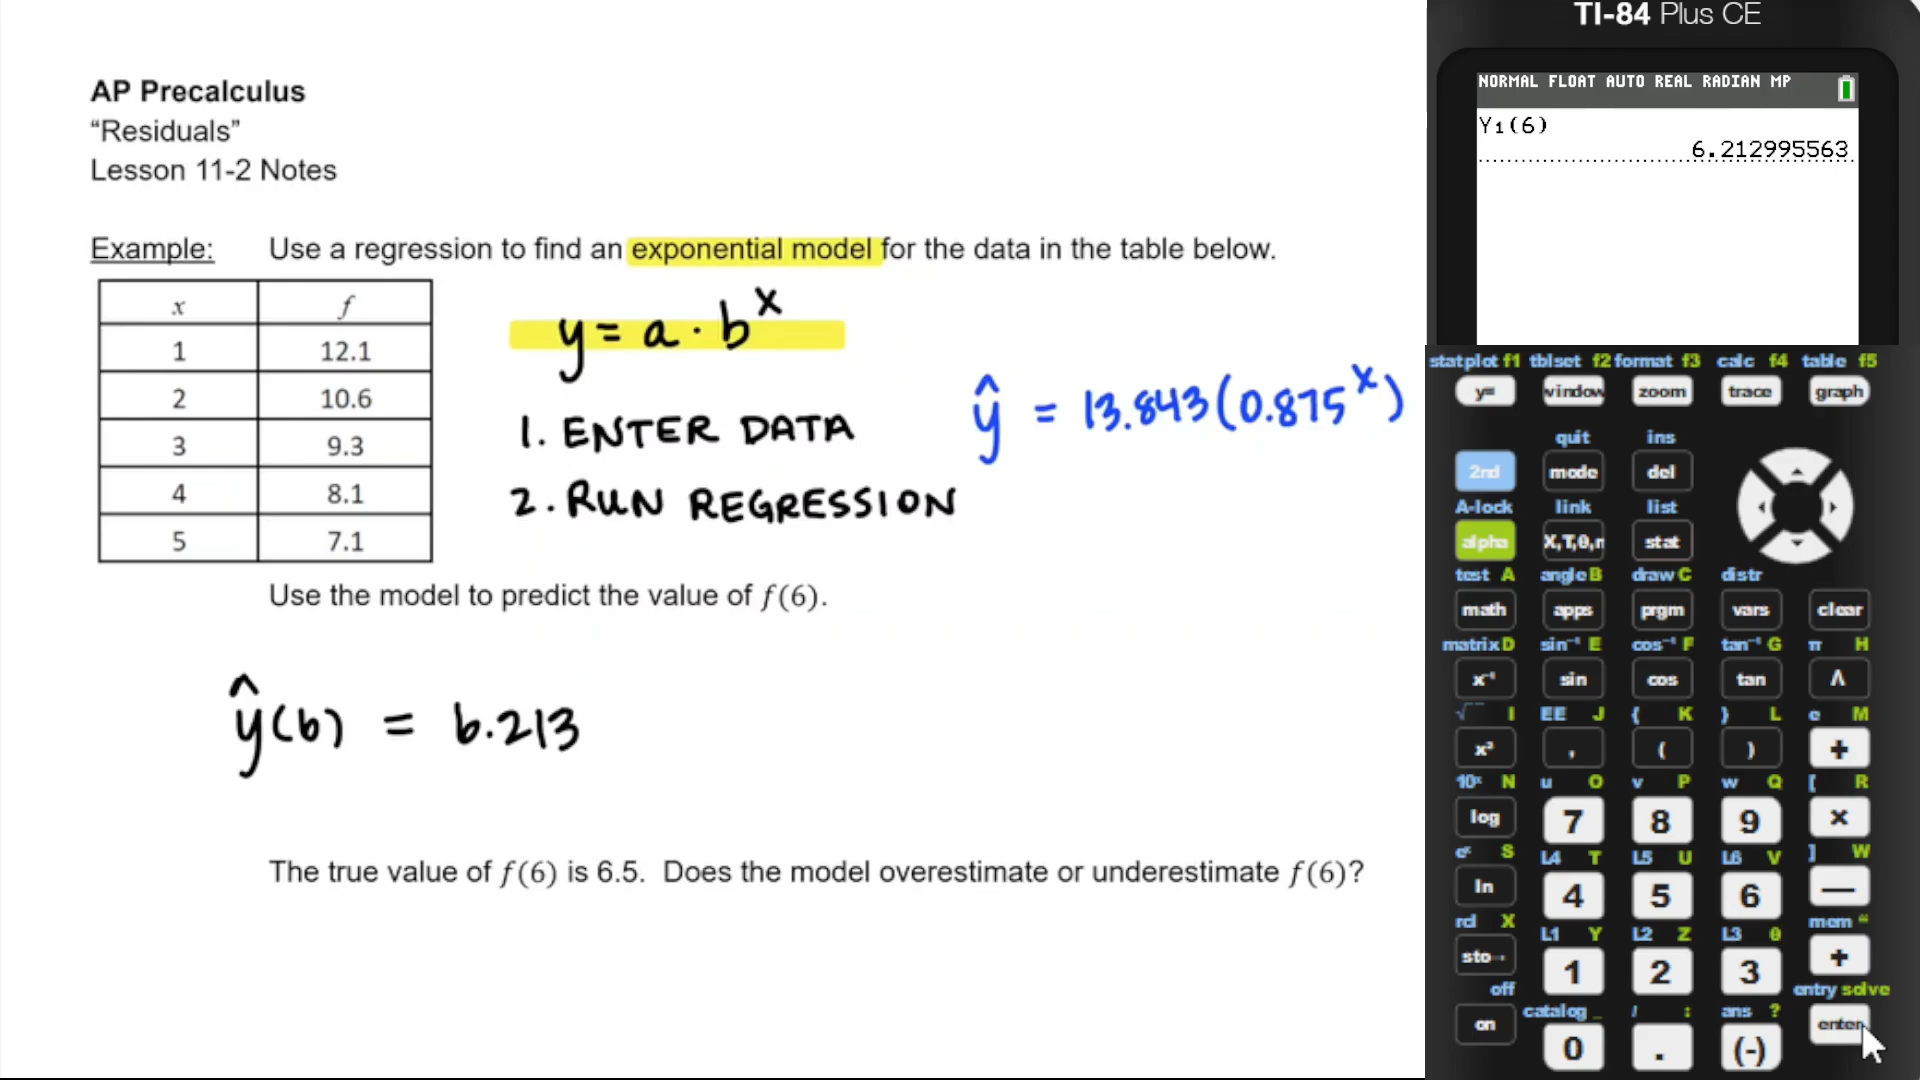 AP Precalculus
“Residuals”
Lesson 11-2 Notes
Example: Use a regression to find an exponential model for the data in the table below.
x f
1 12.1
2 10.6
3 9.3
4 8.1
5 7.1
y = a · b^x
1. ENTER DATA
2. RUN REGRESSION
ŷ = 13.843(0.875^x)
Use the model to predict the value of f(6).
ŷ(6) = 6.213
The true value of f(6) is 6.5. Does the model overestimate or underestimate f(6)?
TI-84 Plus CE
NORMAL FLOAT AUTO REAL RADIAN MP
Y₁(6)
6.212995563
statplot f1 tblset f2 format f3 calc f4 table f5
y= window zoom trace graph
quit ins
2nd mode del
A-lock link list
alpha X,T,θ,n stat
test A angle B draw C distr
math apps prgm vars clear
matrix D sin⁻¹ E cos⁻¹ F tan⁻¹ G π H
x⁻¹ sin cos tan ^
√ I EE J { K } L e M
x² , ( ) ÷
10ˣ N u O v P w Q [ R
log 7 8 9 ×
eˣ S L4 T L5 U L6 V ] W
ln 4 5 6 —
rcl X L1 Y L2 Z L3 θ mem “
sto→ 1 2 3 +
off catalog _ i : ans ? entry solve
on 0 . (-) enter